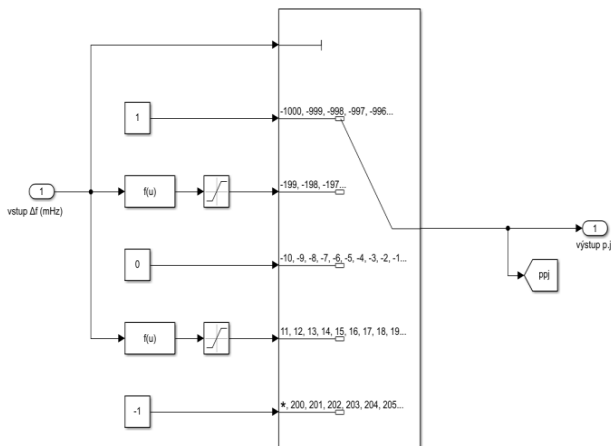 1
-1000, -999, -998, -997, -996...
1
vstup Δf (mHz)
f(u)
-199, -198, -197...
0
-10, -9, -8, -7, -6, -5, -4, -3, -2, -1...
1
výstup p.j
ppj
f(u)
11, 12, 13, 14, 15, 16, 17, 18, 19...
-1
*, 200, 201, 202, 203, 204, 205...